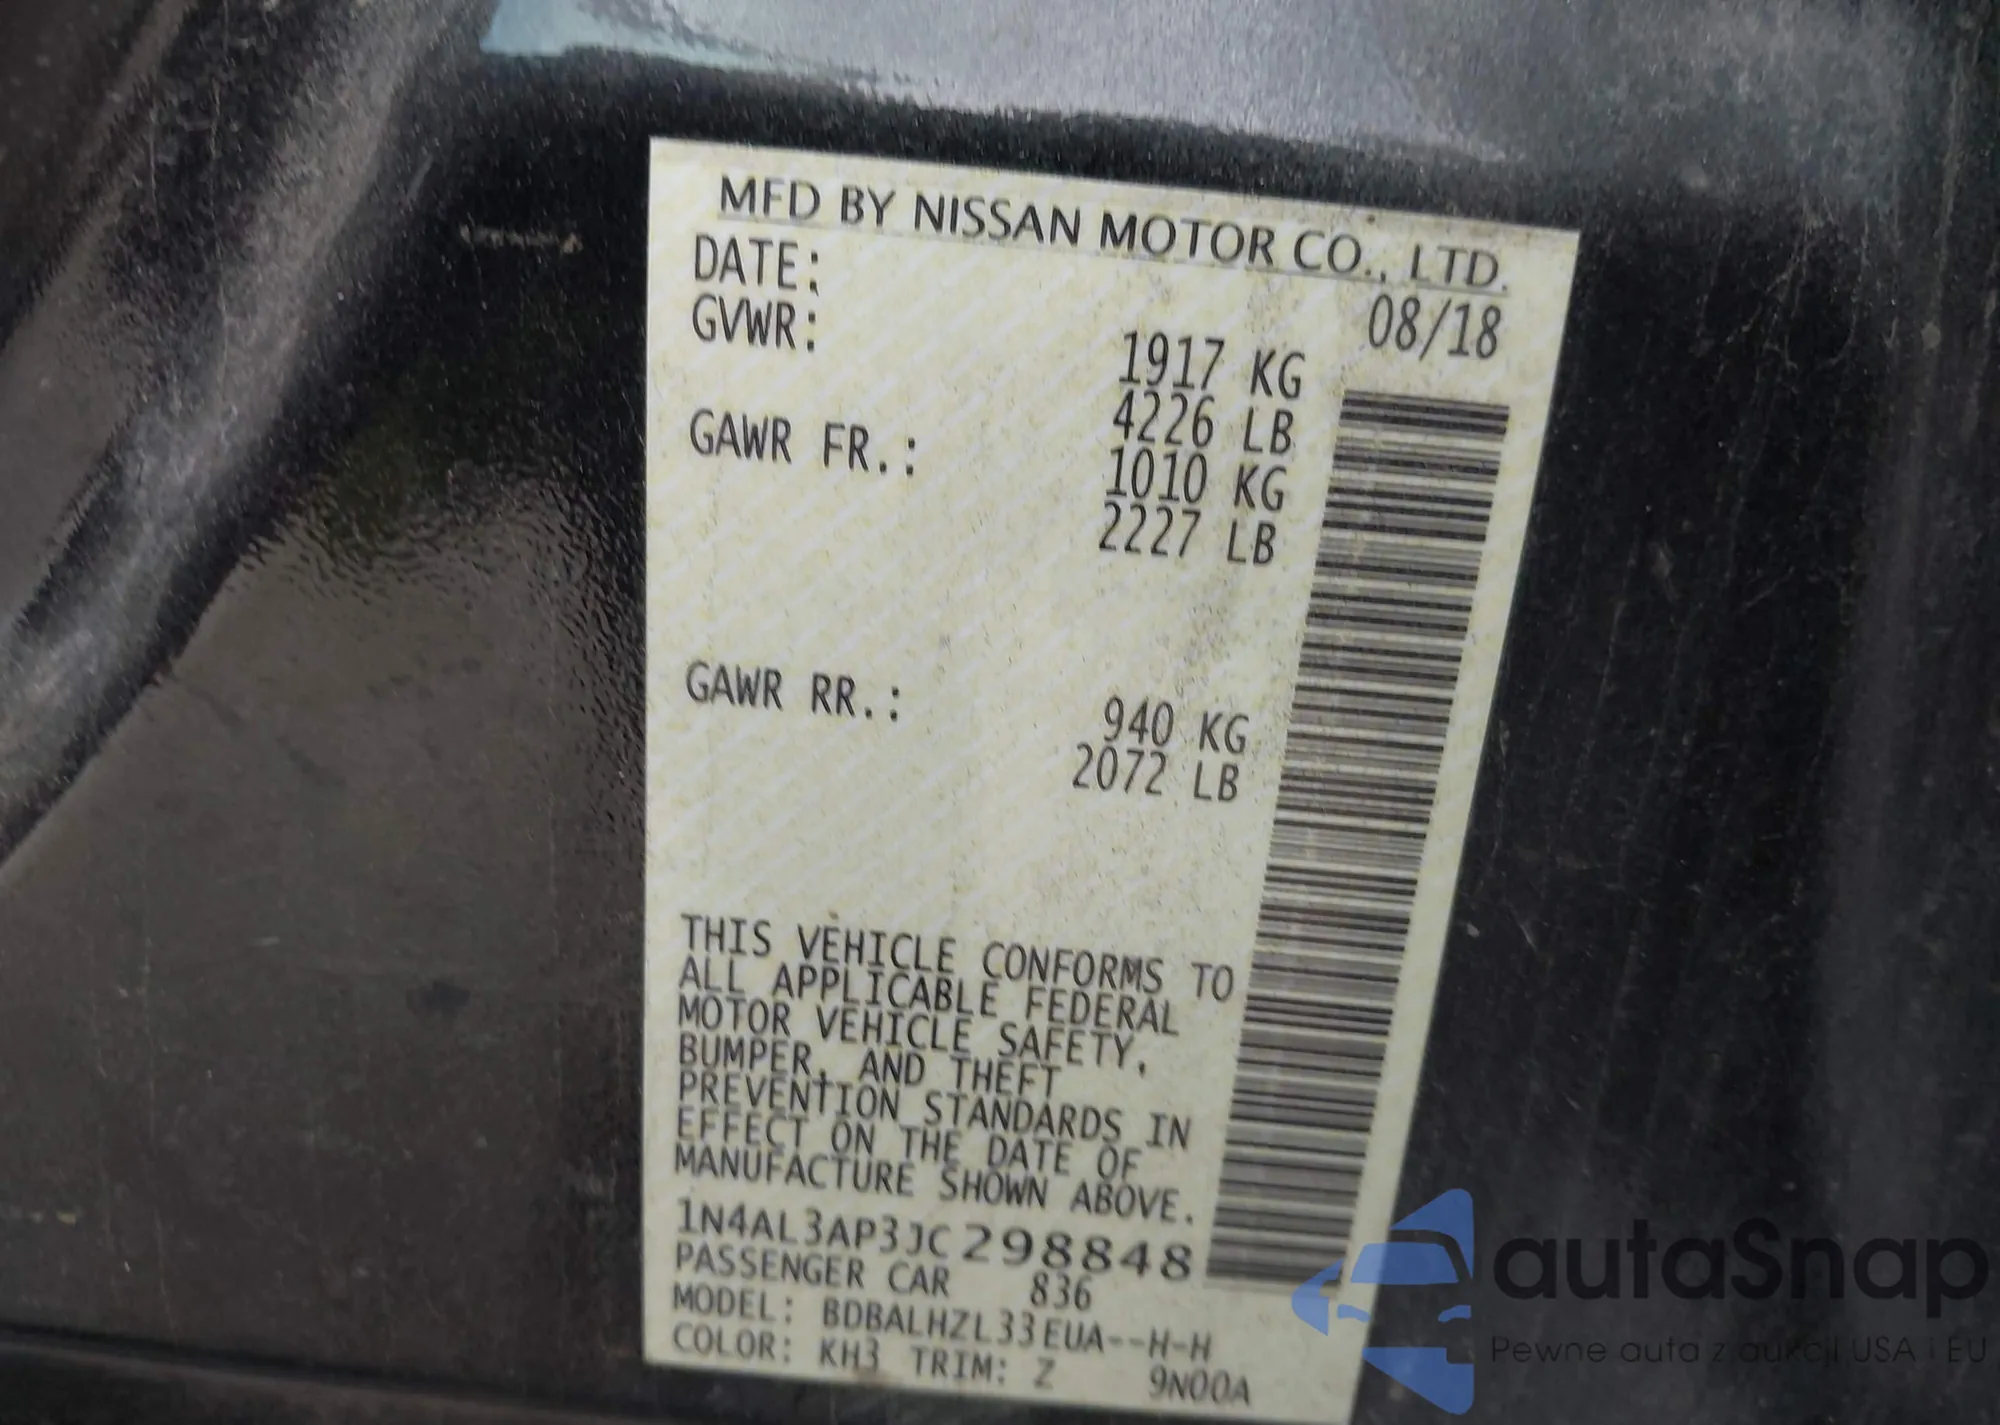 MFD BY NISSAN MOTOR CO., LTD.
DATE: 08/18
GVWR: 1917 KG
4226 LB
GAWR FR.: 1010 KG
2227 LB
GAWR RR.: 940 KG
2072 LB
THIS VEHICLE CONFORMS TO
ALL APPLICABLE FEDERAL
MOTOR VEHICLE SAFETY,
BUMPER, AND THEFT
PREVENTION STANDARDS IN
EFFECT ON THE DATE OF
MANUFACTURE SHOWN ABOVE.
1N4AL3AP3JC298848
PASSENGER CAR 836
MODEL: BDBALHZL33EUA--H-H
COLOR: KH3 TRIM: Z 9N00A
autaSnap
Pewne auta z aukcji USA i EU